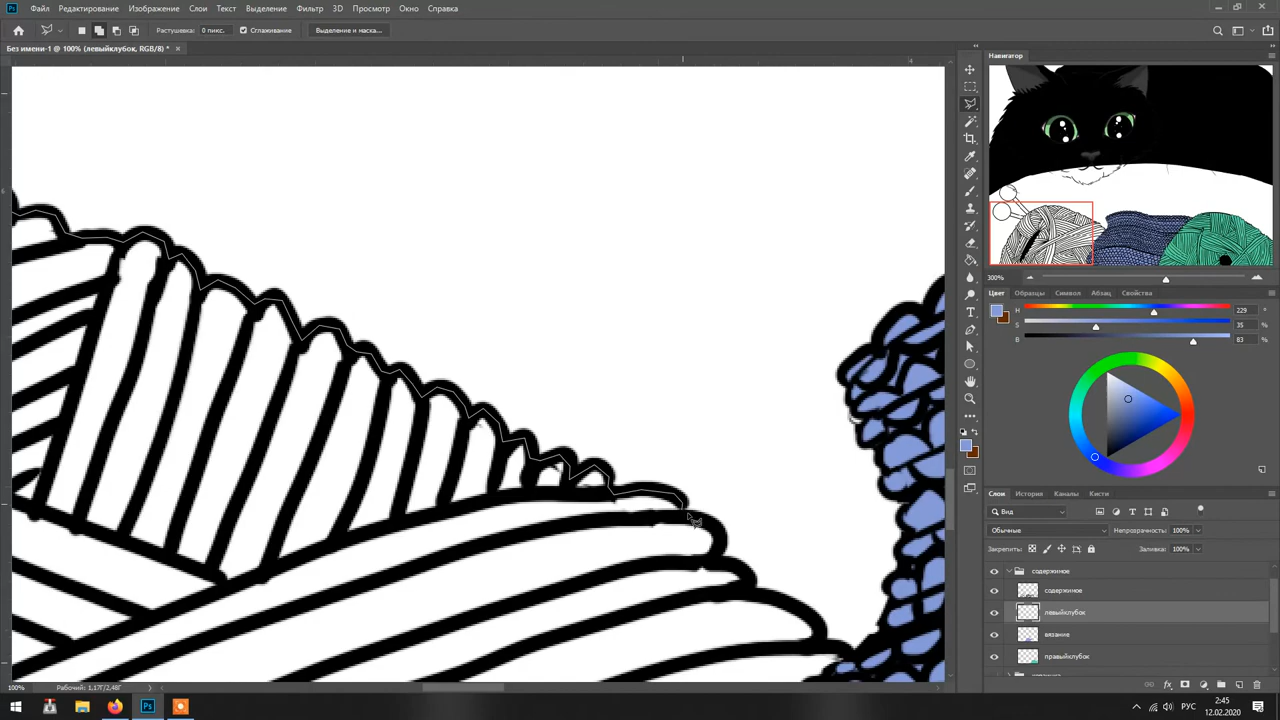 Файл Редактирование Изображение Слои Текст Выделение Фильтр 3D Просмотр Окно Справка
Растушевка: 0 пикс. Сглаживание Выделение и маска...
Без имени-1 @ 100% (левыйклубок, RGB/8) *
Навигатор
4
6
300%
Цвет Образцы Символ Абзац Свойства
H 229 °
S 35 %
B 83 %
Слои История Каналы Кисти
Вид
Обычные Непрозрачность: 100%
Закрепить: Заливка: 100%
содержимое
содержимое
левыйклубок
вязание
правыйклубок
100% Рабочий: 1,17Г/2,48Г
Ps РУС 2:45
12.02.2020